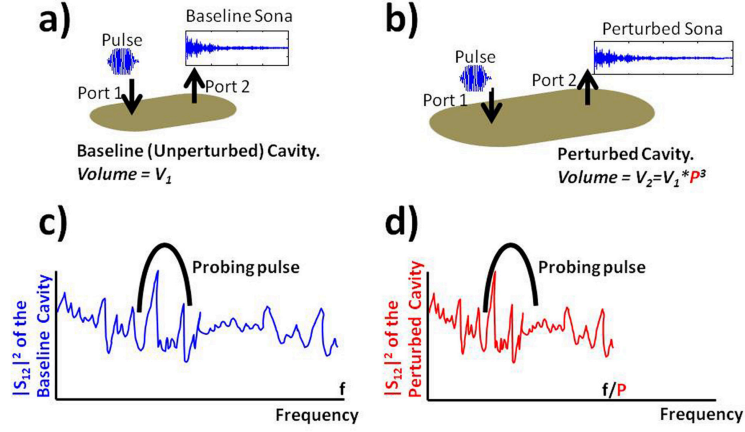 a)
Baseline Sona
Pulse
Port 1
Port 2
Baseline (Unperturbed) Cavity.
Volume = V₁
b)
Perturbed Sona
Pulse
Port 2
Port 1
Perturbed Cavity.
Volume = V₂=V₁*P³
c)
Probing pulse
|S₁₂|² of the
Baseline Cavity
f
Frequency
d)
Probing pulse
|S₁₂|² of the
Perturbed Cavity
f/P
Frequency